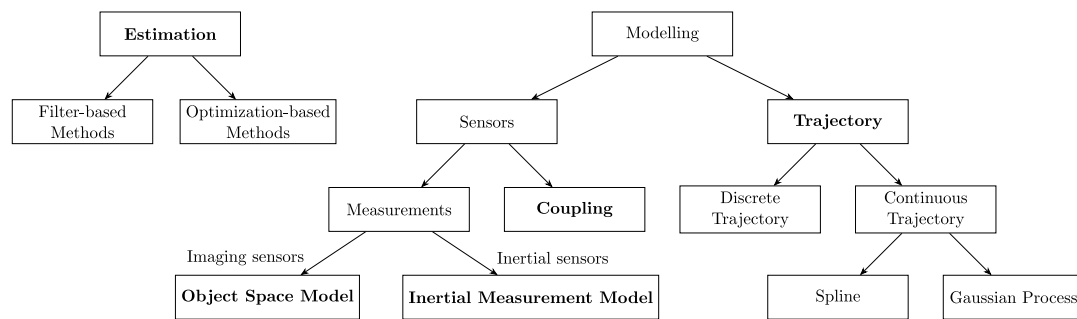 Estimation
Modelling
Filter-based
Methods
Optimization-based
Methods
Sensors
Trajectory
Measurements
Coupling
Discrete
Trajectory
Continuous
Trajectory
Imaging sensors
Inertial sensors
Object Space Model
Inertial Measurement Model
Spline
Gaussian Process